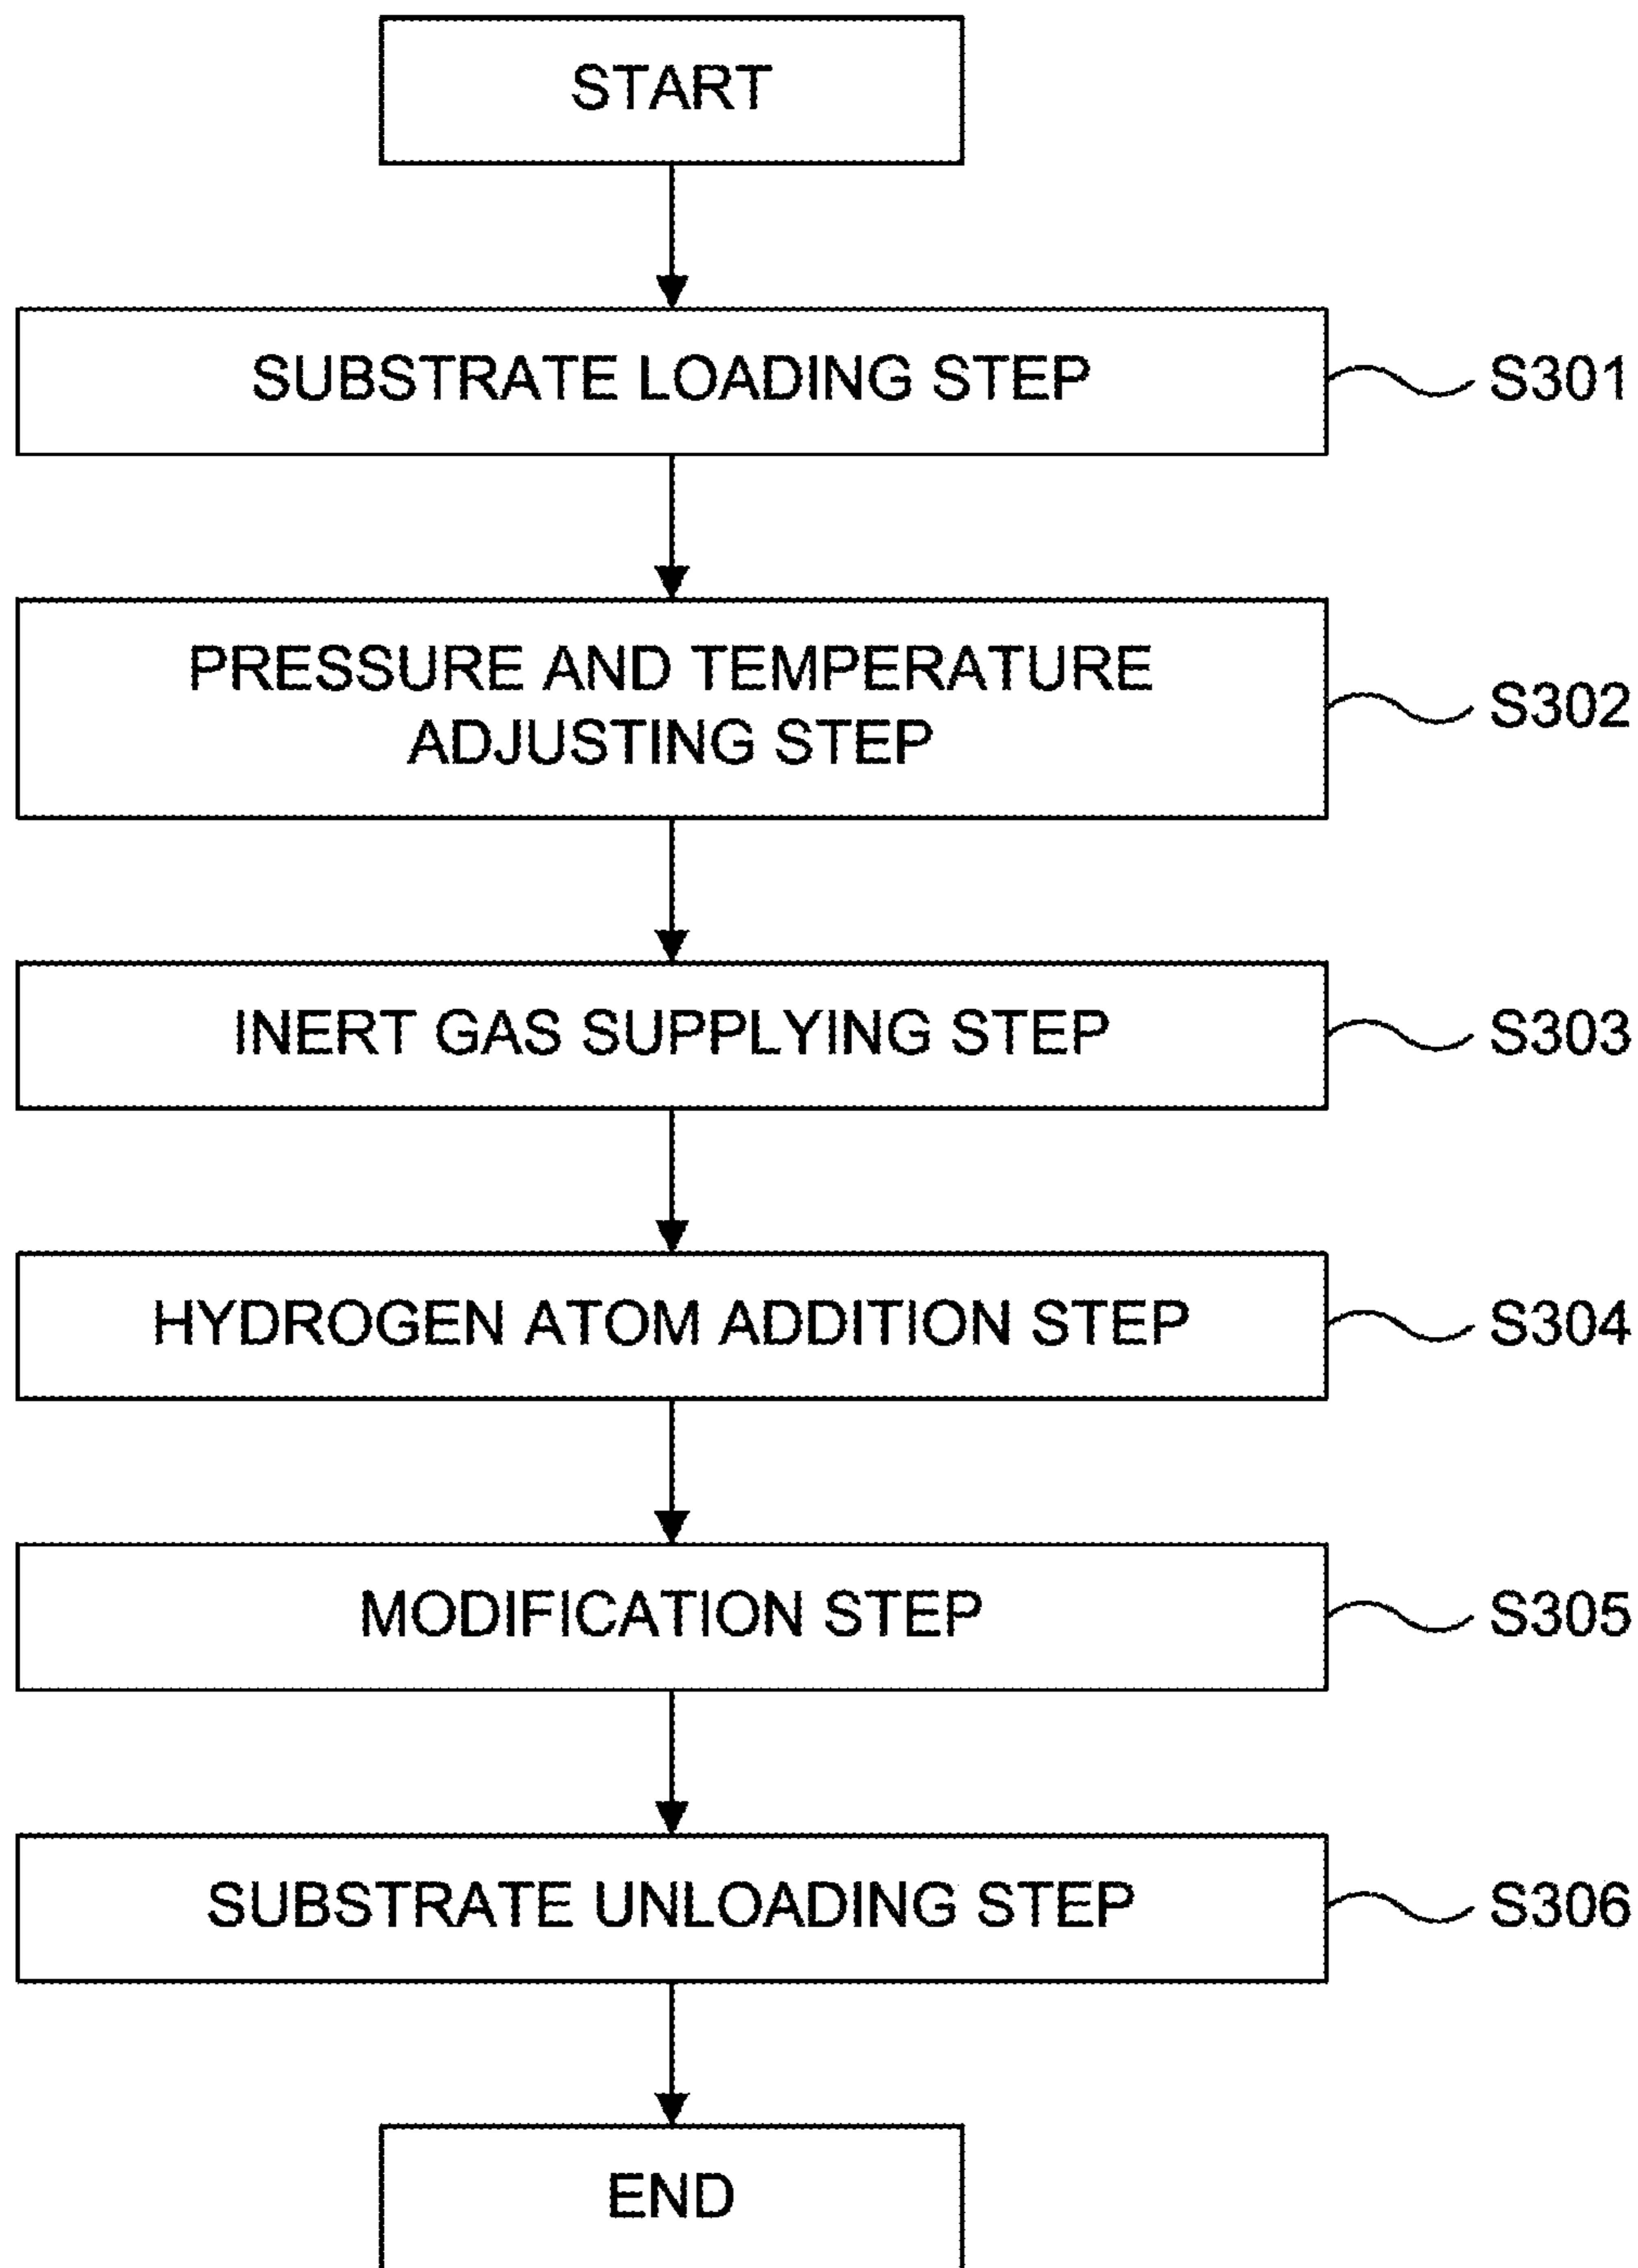 START
SUBSTRATE LOADING STEP
S301
PRESSURE AND TEMPERATURE
ADJUSTING STEP
S302
INERT GAS SUPPLYING STEP
S303
HYDROGEN ATOM ADDITION STEP
S304
MODIFICATION STEP
S305
SUBSTRATE UNLOADING STEP
S306
END